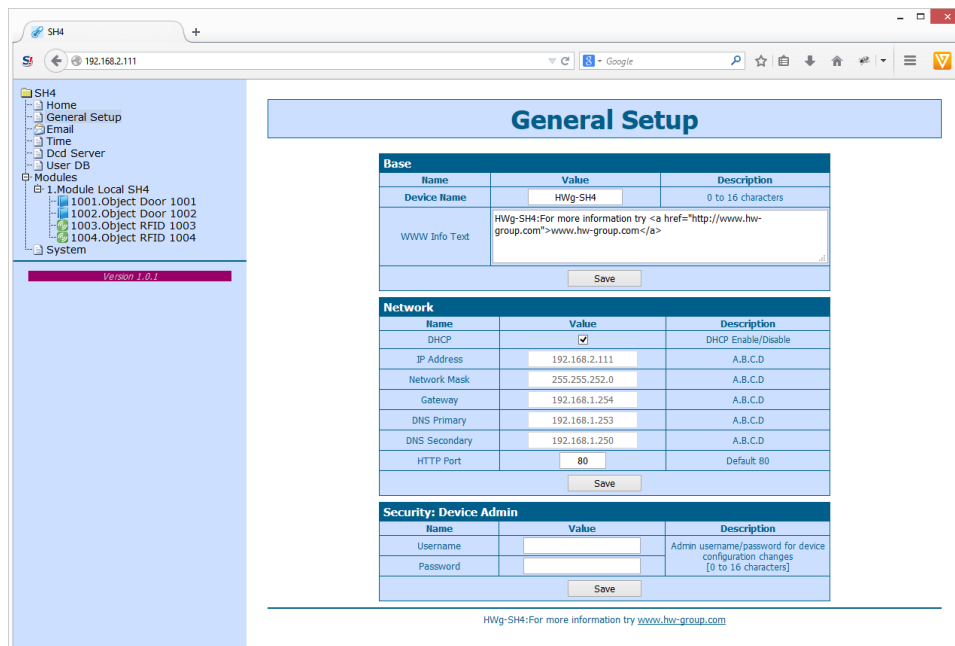 SH4
192.168.2.111
Google
SH4
Home
General Setup
Email
Time
Dcd Server
User DB
Modules
1.Module Local SH4
1001.Object Door 1001
1002.Object Door 1002
1003.Object RFID 1003
1004.Object RFID 1004
System
Version 1.0.1
General Setup
Base
Name Value Description
Device Name HWg-SH4 0 to 16 characters
WWW Info Text
HWg-SH4:For more information try <a href="http://www.hw-
group.com">www.hw-group.com</a>
Save
Network
Name Value Description
DHCP DHCP Enable/Disable
IP Address 192.168.2.111 A.B.C.D
Network Mask 255.255.252.0 A.B.C.D
Gateway 192.168.1.254 A.B.C.D
DNS Primary 192.168.1.253 A.B.C.D
DNS Secondary 192.168.1.250 A.B.C.D
HTTP Port 80 Default 80
Save
Security: Device Admin
Name Value Description
Username
Password
Admin username/password for device
configuration changes
[0 to 16 characters]
Save
HWg-SH4:For more information try www.hw-group.com